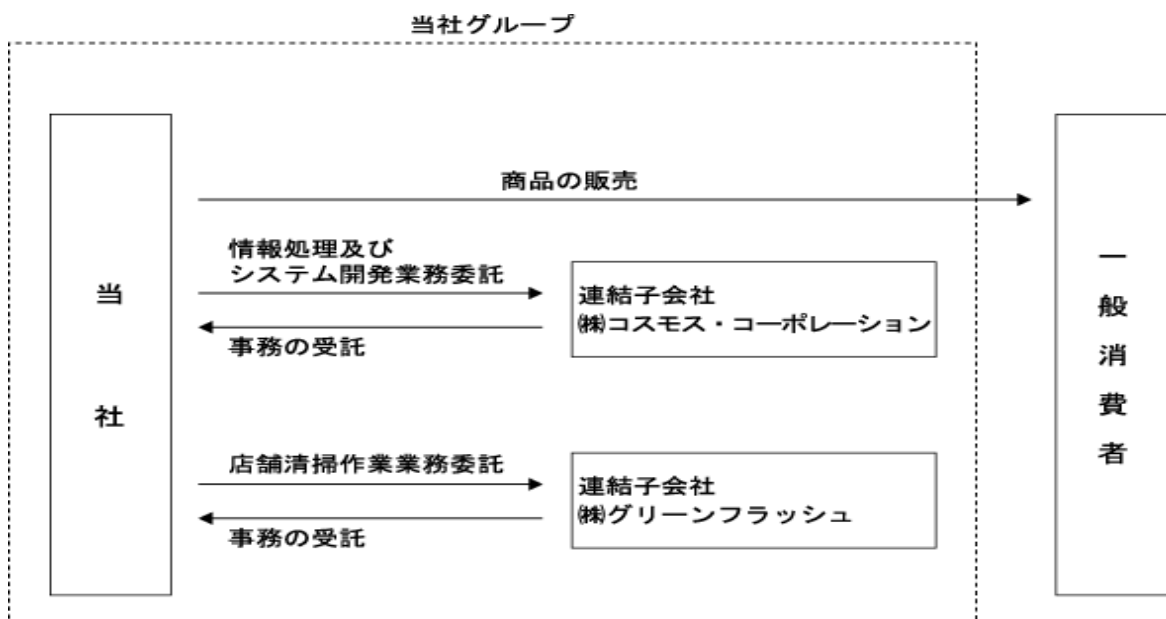 当社グループ
当社
商品の販売
情報処理及び
システム開発業務委託
事務の受託
連結子会社
㈱コスモス・コーポレーション
店舗清掃作業業務委託
事務の受託
連結子会社
㈱グリーンフラッシュ
一般消費者